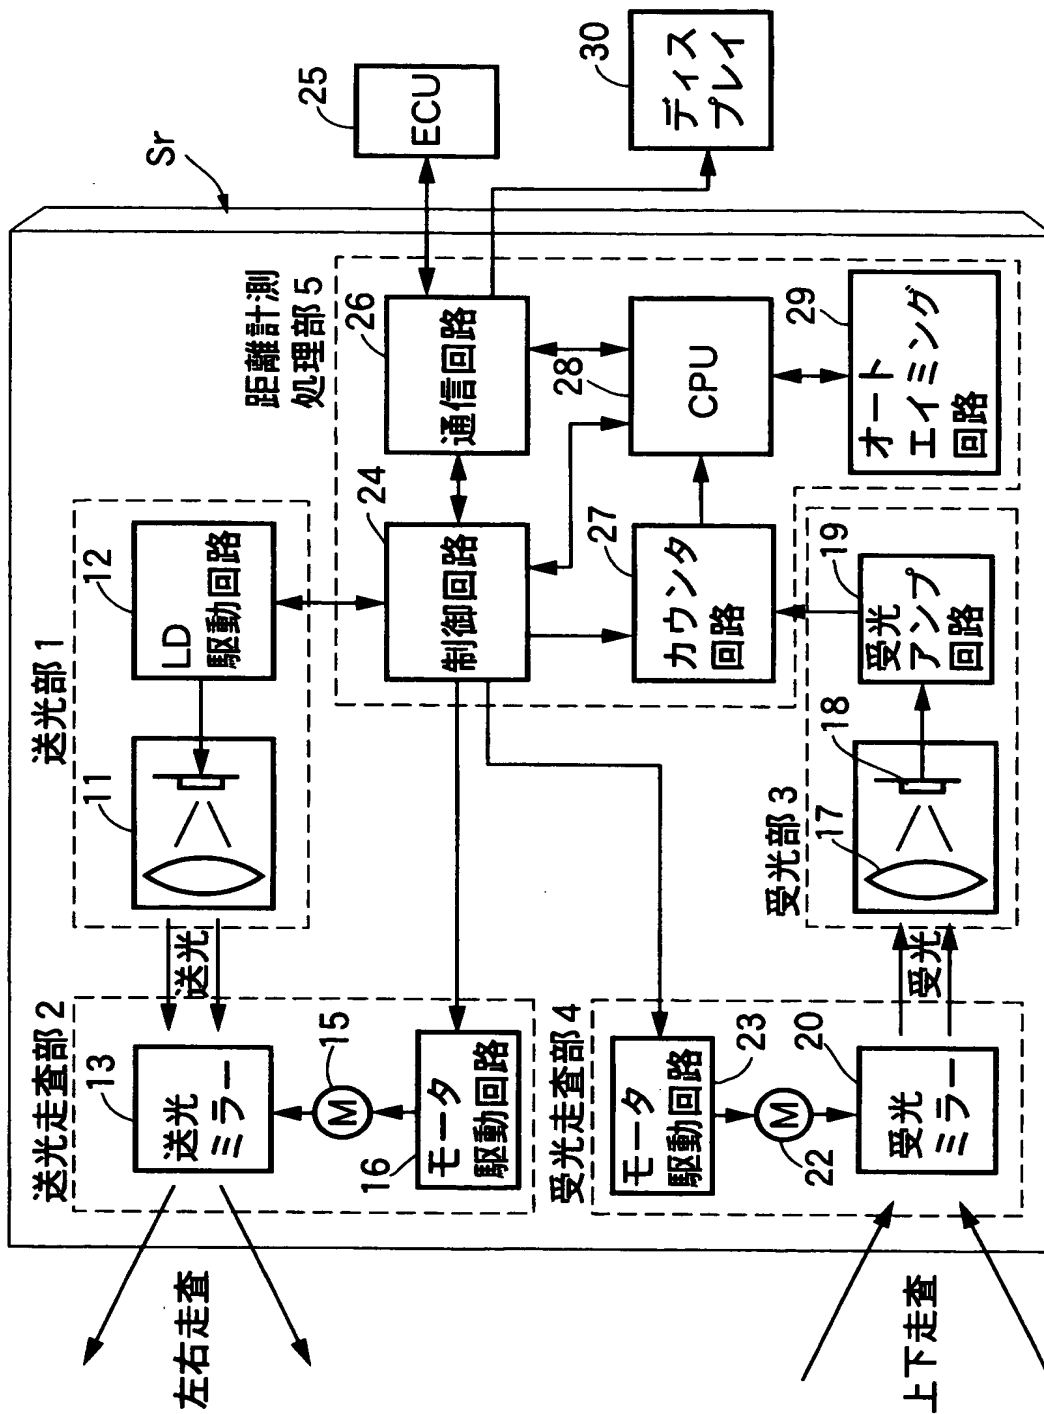 Sr
送光部1
11
12
LD
駆動回路
送光
送光走査部2
13
送光
ミラー
15
M
16
モータ
駆動回路
左右走査
距離計測
処理部5
24
制御回路
26
通信回路
25
ECU
27
カウンタ
回路
28
CPU
29
オート
エイミング
回路
30
ディス
プレイ
受光部3
17
18
19
受光
アンプ
回路
受光
受光走査部4
モータ
駆動回路
23
M
22
20
受光
ミラー
上下走査